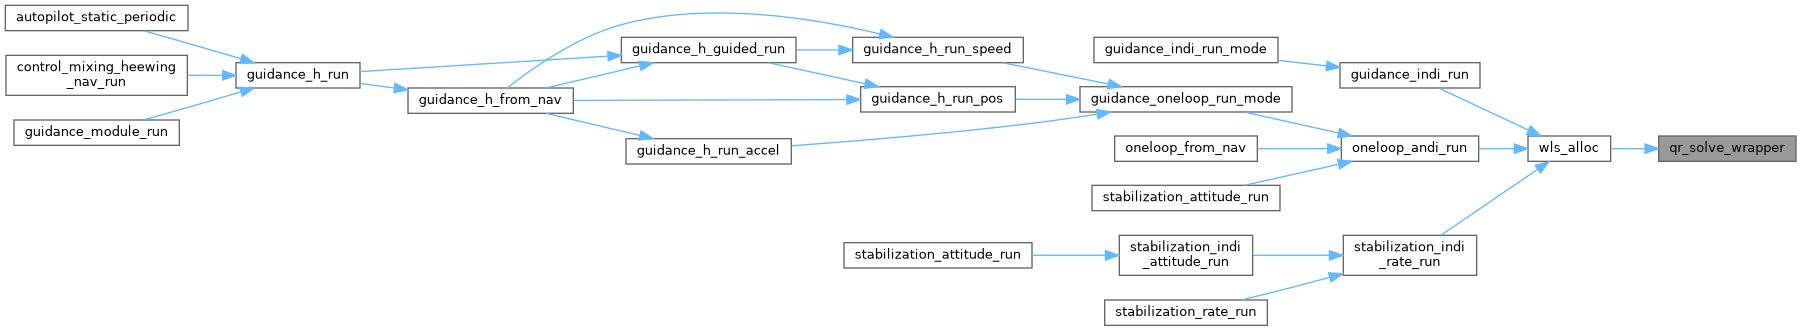 autopilot_static_periodic
control_mixing_heewing
_nav_run
guidance_module_run
guidance_h_run
guidance_h_from_nav
guidance_h_guided_run
guidance_h_run_accel
guidance_h_run_speed
guidance_h_run_pos
guidance_indi_run_mode
guidance_oneloop_run_mode
oneloop_from_nav
stabilization_attitude_run
stabilization_attitude_run
stabilization_indi
_attitude_run
stabilization_rate_run
guidance_indi_run
oneloop_andi_run
stabilization_indi
_rate_run
wls_alloc
qr_solve_wrapper